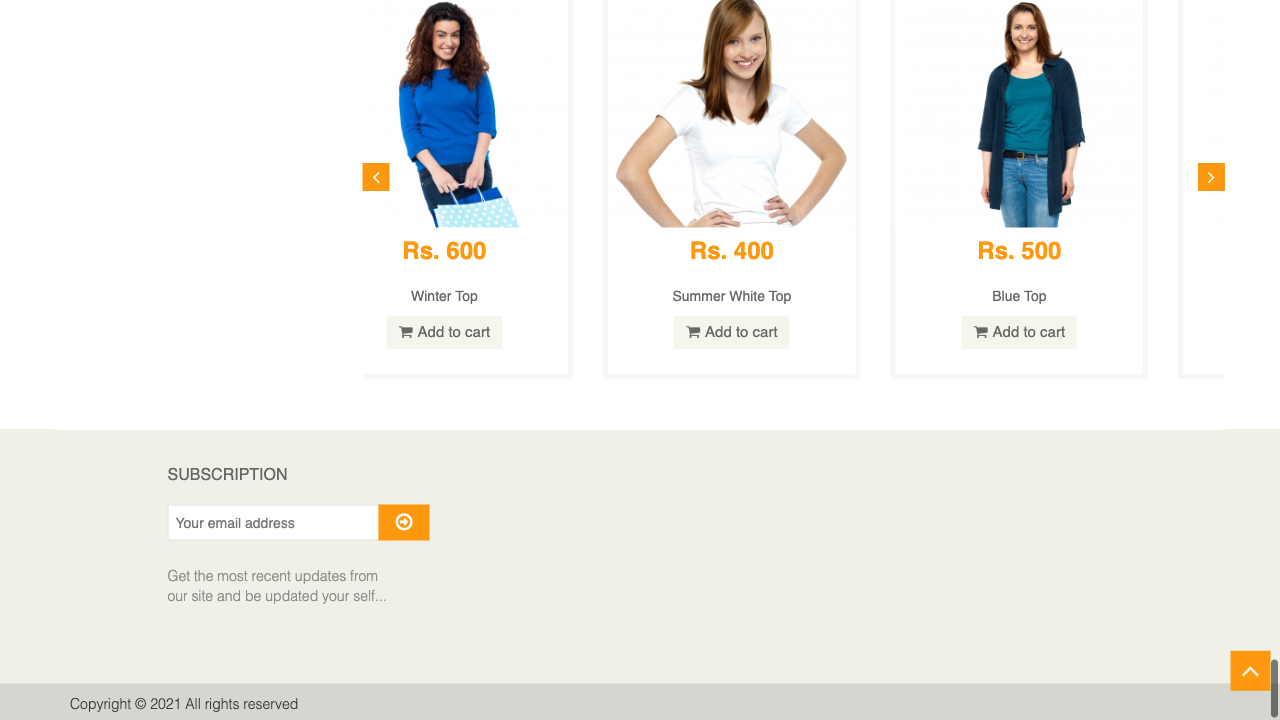 Rs. 600
Rs. 400
Rs. 500
Winter Top
Summer White Top
Blue Top
Add to cart
Add to cart
Add to cart
SUBSCRIPTION
Your email address
Get the most recent updates from
our site and be updated your self...
Copyright © 2021 All rights reserved